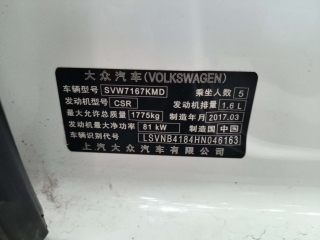 大众汽车(VOLKSWAGEN)
车辆型号 SVW7167KMD 乘坐人数 5
发动机型号 CSR 发动机排量 1.6 L
最大允许总质量 1775kg 制造年月 2017.03
发动机最大净功率 81 kW 制造国 中国
车辆识别代号 LSVNB4184HN046163
上汽大众汽车有限公司